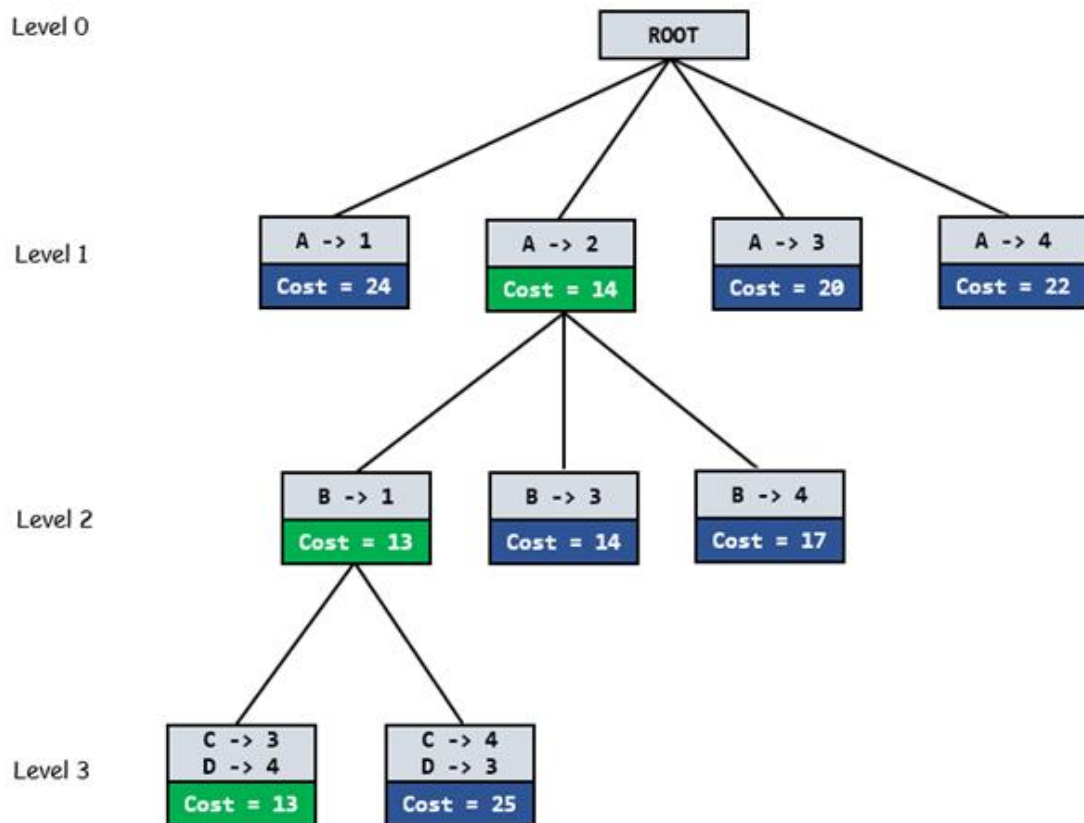 Level 0
ROOT
Level 1
A -> 1
Cost = 24
A -> 2
Cost = 14
A -> 3
Cost = 20
A -> 4
Cost = 22
Level 2
B -> 1
Cost = 13
B -> 3
Cost = 14
B -> 4
Cost = 17
Level 3
C -> 3
D -> 4
Cost = 13
C -> 4
D -> 3
Cost = 25